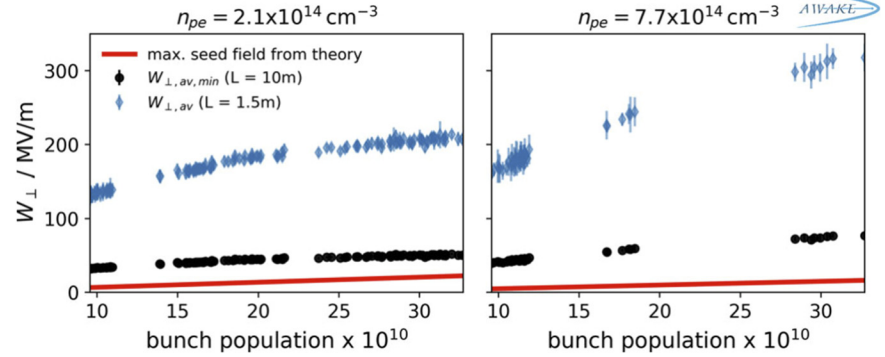 n_pe = 2.1x10^14 cm^−3
n_pe = 7.7x10^14 cm^−3
AWAKE
max. seed field from theory
W_⊥,av,min (L = 10m)
W_⊥,av (L = 1.5m)
W_⊥ / MV/m
300
200
100
0
10 15 20 25 30
10 15 20 25 30
bunch population x 10^10
bunch population x 10^10